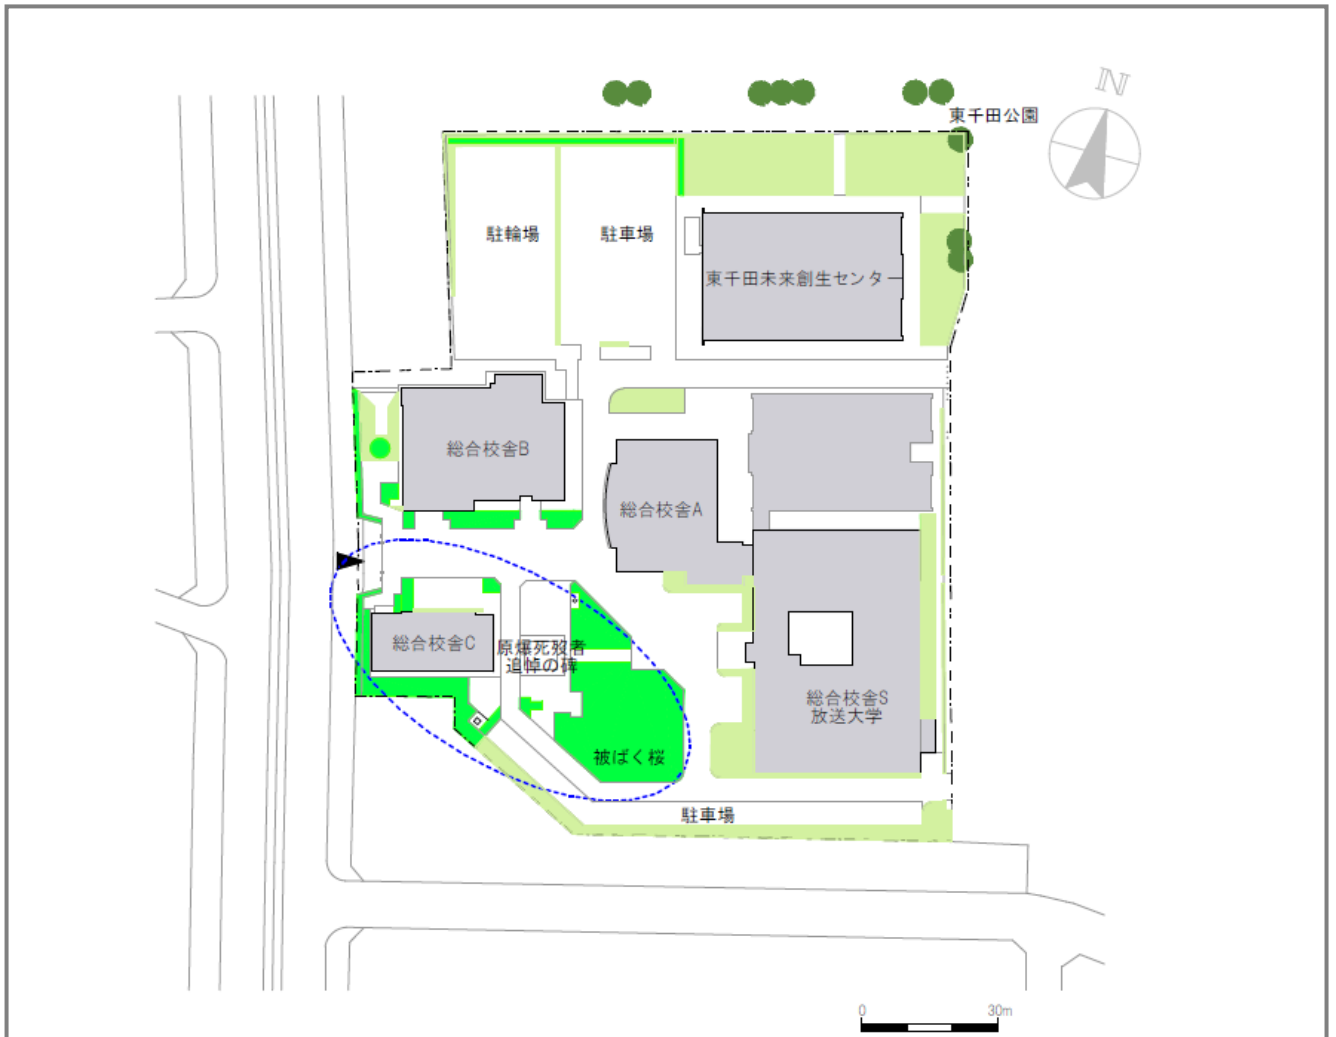 N
東千田公園
駐輪場
駐車場
東千田未来創生センター
総合校舎B
総合校舎A
総合校舎C
原爆死歿者
追悼の碑
総合校舎S
放送大学
被ばく桜
駐車場
0
30m